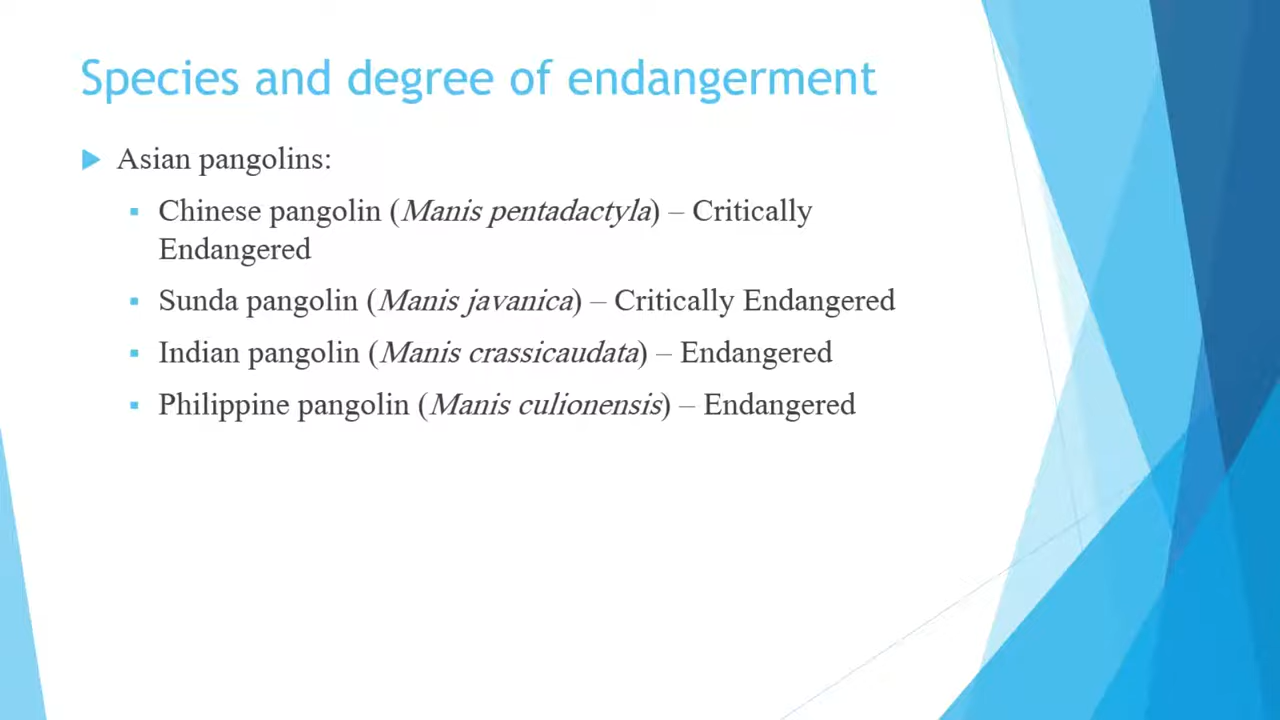 Species and degree of endangerment
Asian pangolins:
Chinese pangolin (Manis pentadactyla) – Critically
Endangered
Sunda pangolin (Manis javanica) – Critically Endangered
Indian pangolin (Manis crassicaudata) – Endangered
Philippine pangolin (Manis culionensis) – Endangered